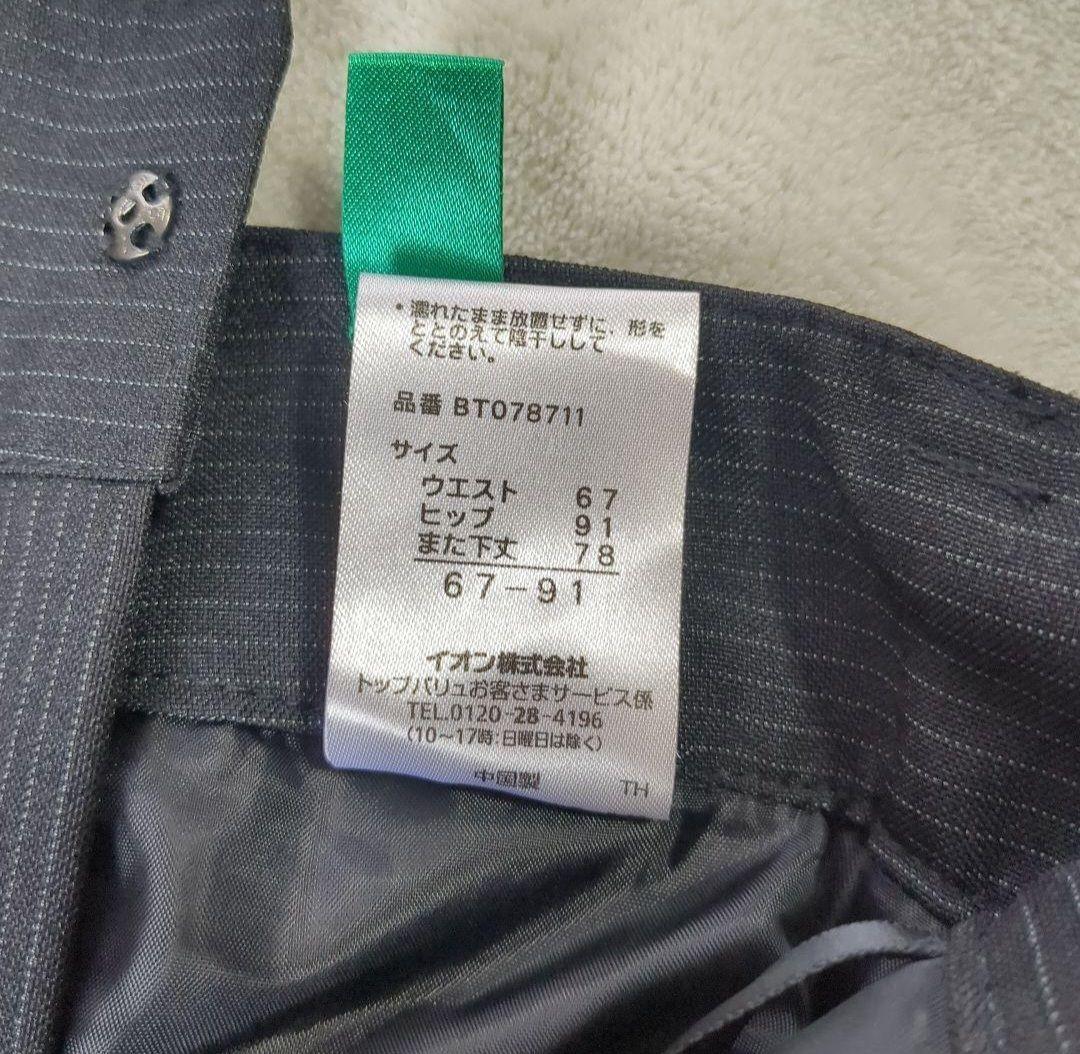 ・濡れたまま放置せずに、形を
ととのえて陰干しして
ください。
品番 BT078711
サイズ
ウエスト 67
ヒップ 91
また下丈 78
67-91
イオン株式会社
トップバリュお客さまサービス係
TEL.0120-28-4196
(10～17時:日曜日は除く)
中国製 TH